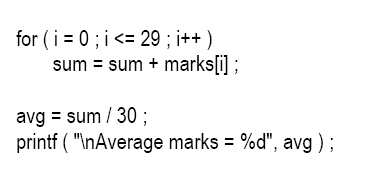 for ( i = 0 ; i <= 29 ; i++ )
sum = sum + marks[i] ;
avg = sum / 30 ;
printf ( "\nAverage marks = %d", avg ) ;